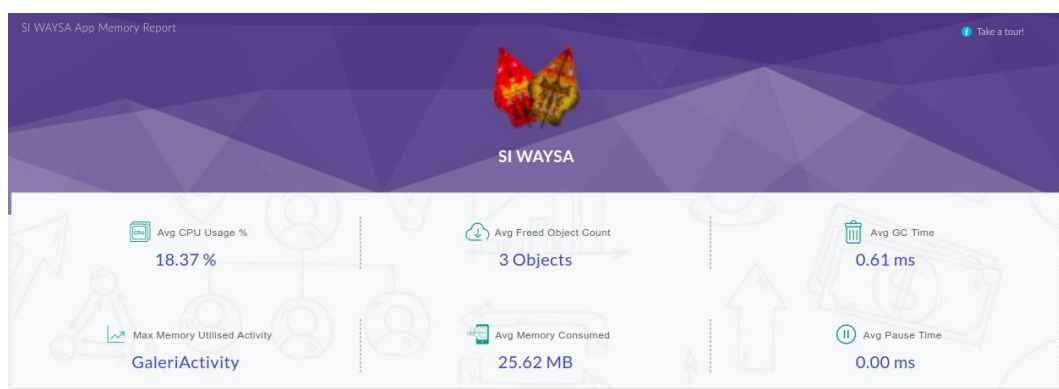 SI WAYSA App Memory Report
Take a tour!
SI WAYSA
Avg CPU Usage %
18.37 %
Avg Freed Object Count
3 Objects
Avg GC Time
0.61 ms
Max Memory Utilised Activity
GaleriActivity
Avg Memory Consumed
25.62 MB
Avg Pause Time
0.00 ms